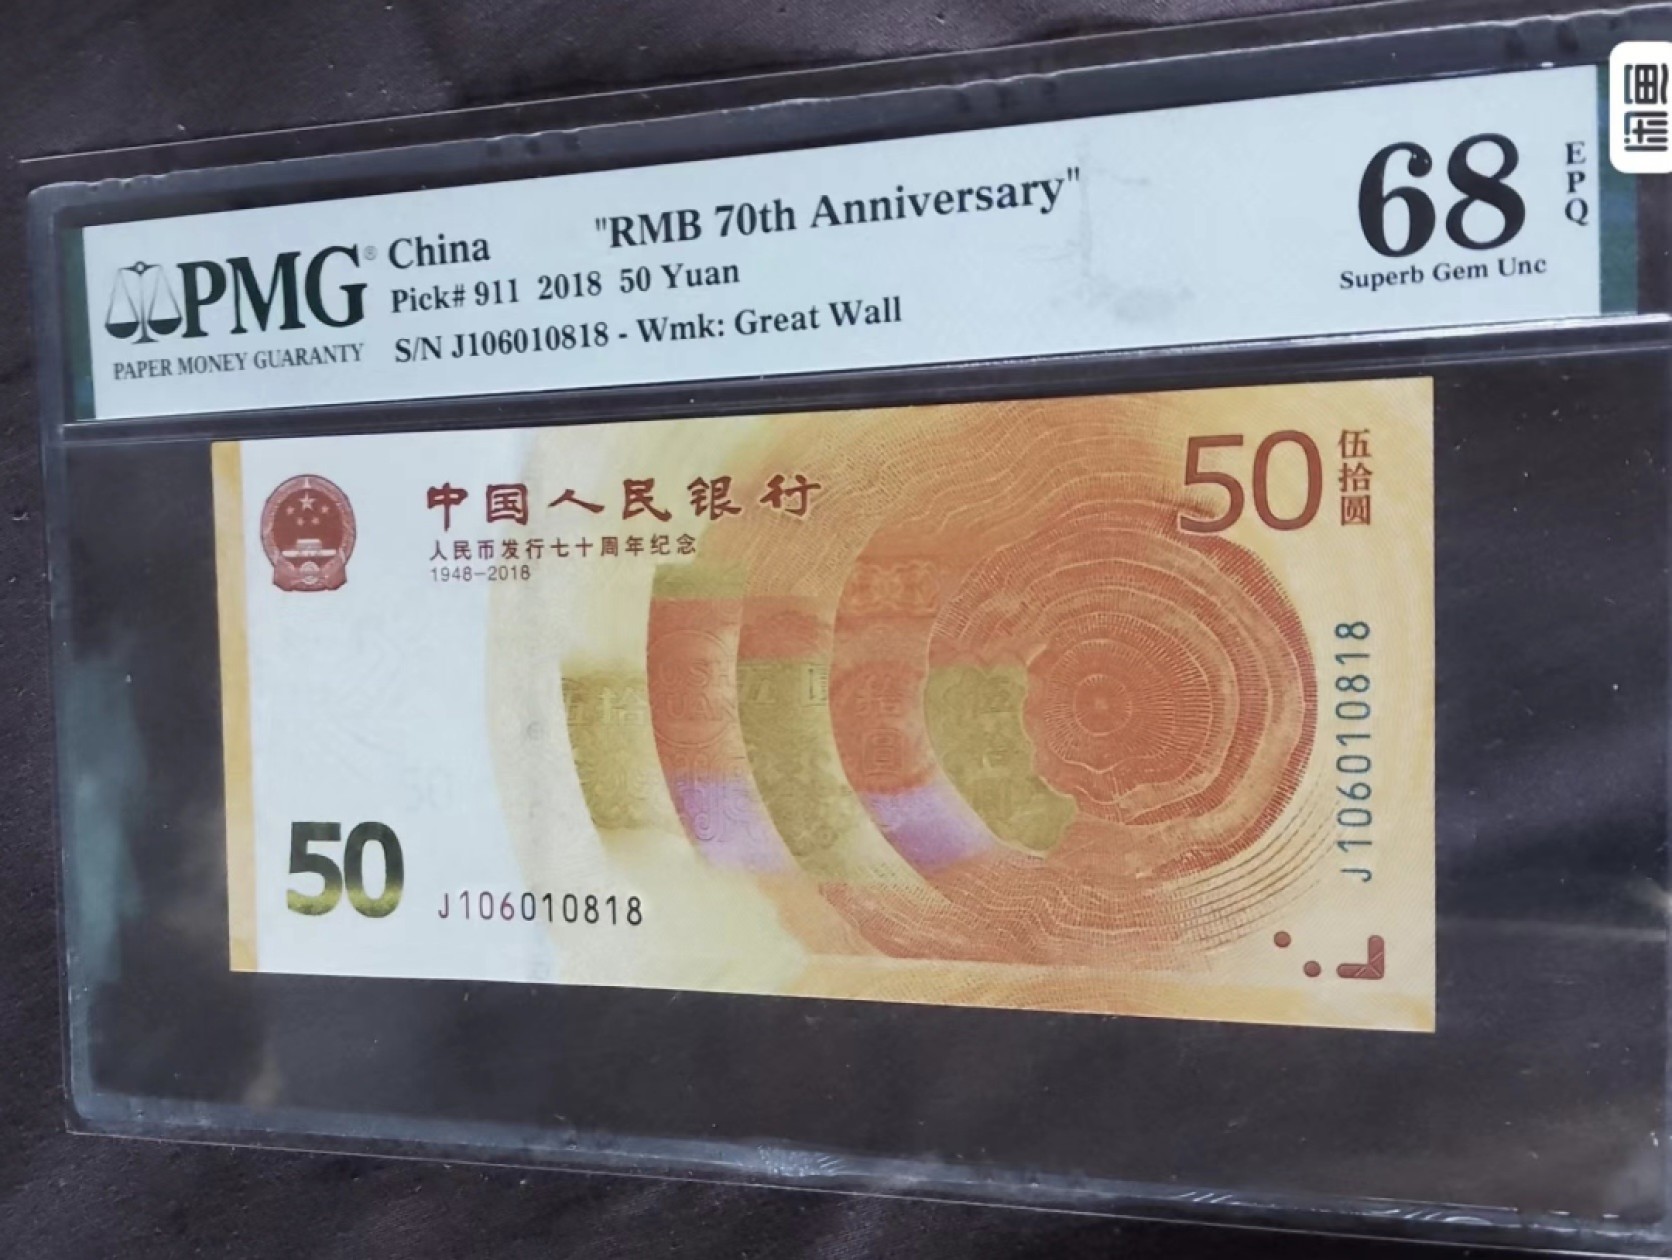 PMG®
PAPER MONEY GUARANTY
China
"RMB 70th Anniversary"
Pick# 911 2018 50 Yuan
S/N J106010818 - Wmk: Great Wall
68
EPQ
Superb Gem Unc
中国人民银行
人民币发行七十周年纪念
1948-2018
50
伍拾圆
50
J106010818
J106010818